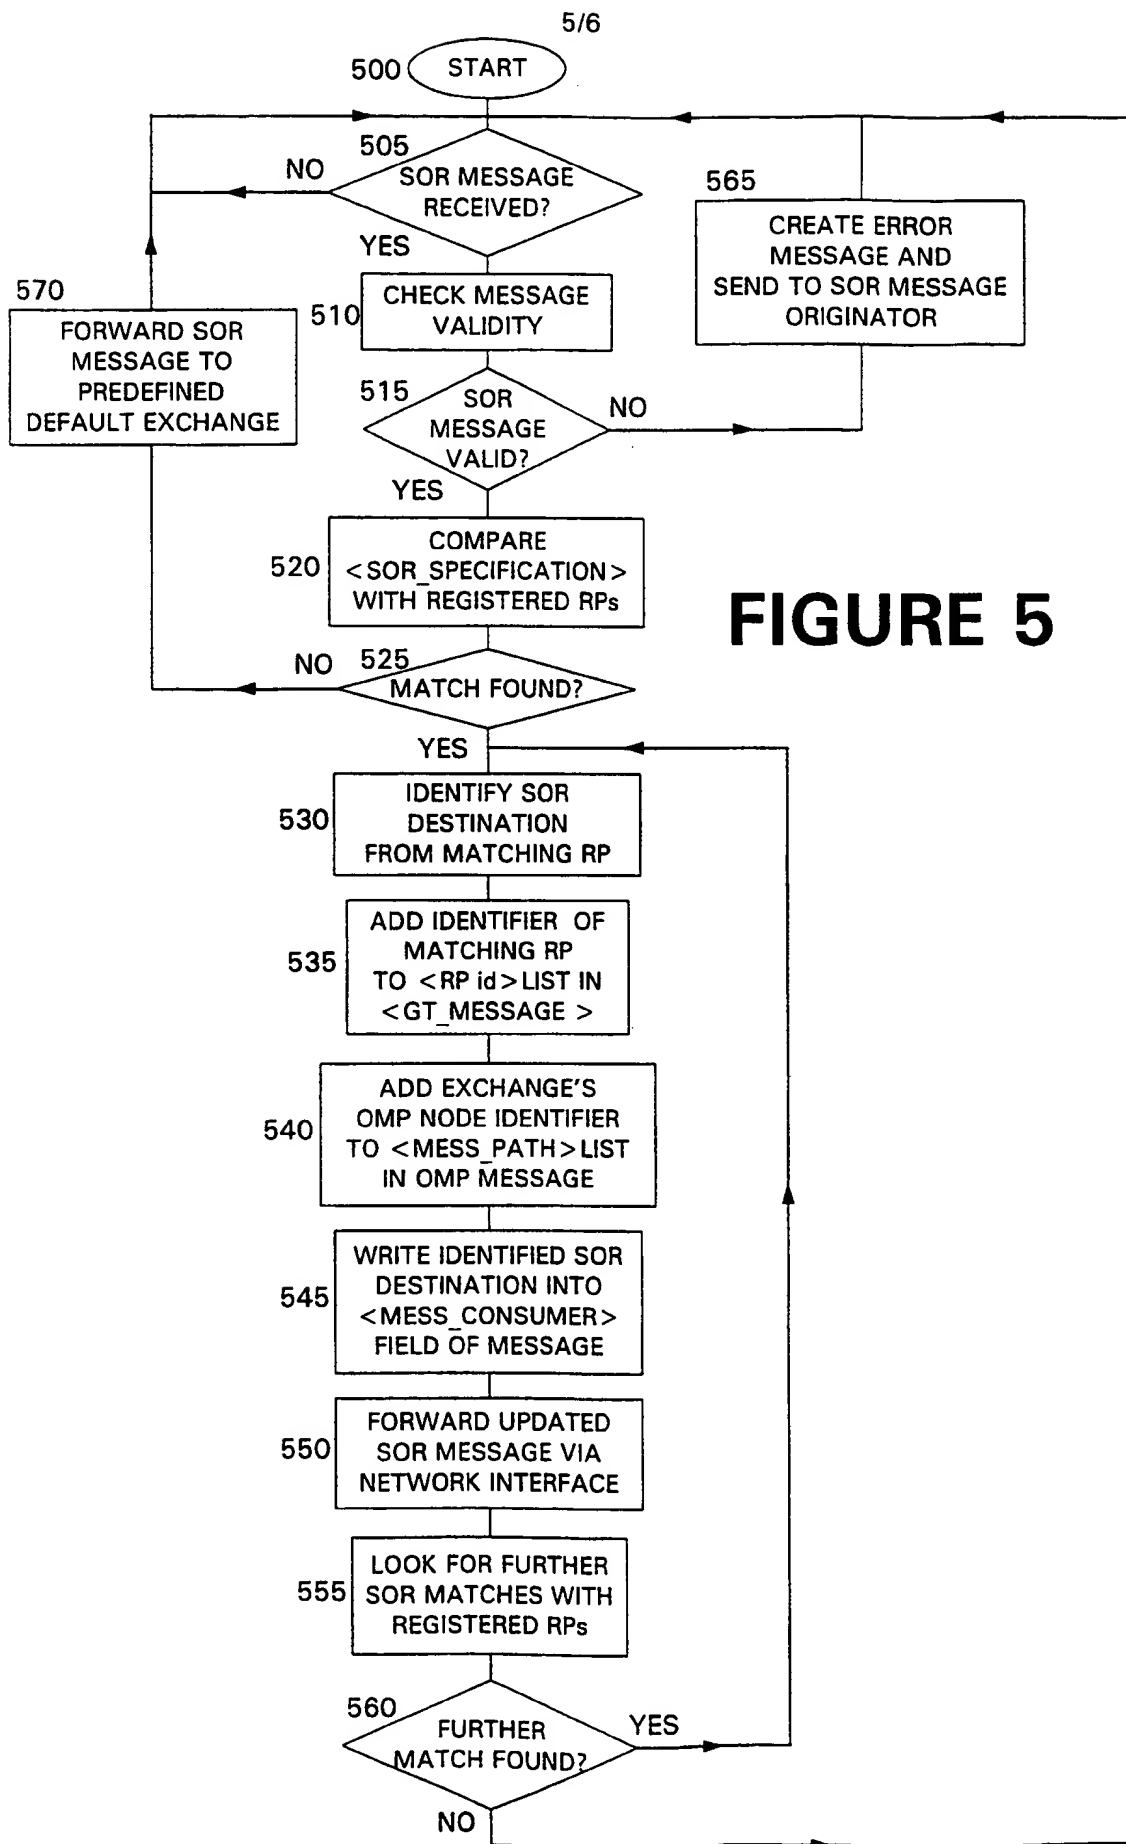 5/6
500
START
505
NO
SOR MESSAGE
RECEIVED?
YES
565
CREATE ERROR
MESSAGE AND
SEND TO SOR MESSAGE
ORIGINATOR
570
FORWARD SOR
MESSAGE TO
PREDEFINED
DEFAULT EXCHANGE
510
CHECK MESSAGE
VALIDITY
515
SOR
MESSAGE
VALID?
NO
YES
520
COMPARE
<SOR_SPECIFICATION>
WITH REGISTERED RPs
FIGURE 5
NO
525
MATCH FOUND?
YES
530
IDENTIFY SOR
DESTINATION
FROM MATCHING RP
535
ADD IDENTIFIER OF
MATCHING RP
TO <RP id> LIST IN
<GT_MESSAGE >
540
ADD EXCHANGE'S
OMP NODE IDENTIFIER
TO <MESS_PATH> LIST
IN OMP MESSAGE
545
WRITE IDENTIFIED SOR
DESTINATION INTO
<MESS_CONSUMER>
FIELD OF MESSAGE
550
FORWARD UPDATED
SOR MESSAGE VIA
NETWORK INTERFACE
555
LOOK FOR FURTHER
SOR MATCHES WITH
REGISTERED RPs
560
FURTHER
MATCH FOUND?
YES
NO